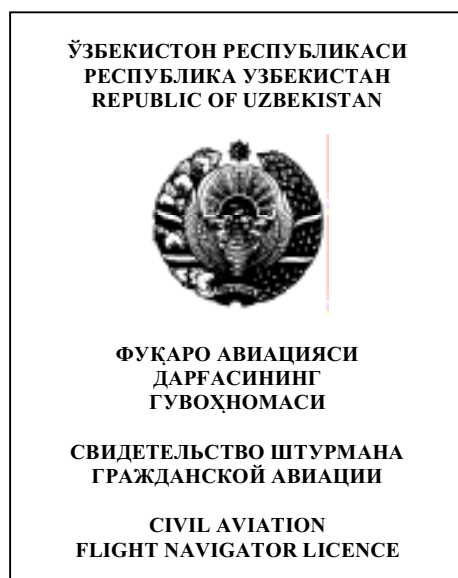 ЎЗБЕКИСТОН РЕСПУБЛИКАСИ
РЕСПУБЛИКА УЗБЕКИСТАН
REPUBLIC OF UZBEKISTAN
ФУҚАРО АВИАЦИЯСИ
ДАРҒАСИНИНГ
ГУВОҲНОМАСИ
СВИДЕТЕЛЬСТВО ШТУРМАНА
ГРАЖДАНСКОЙ АВИАЦИИ
CIVIL AVIATION
FLIGHT NAVIGATOR LICENCE